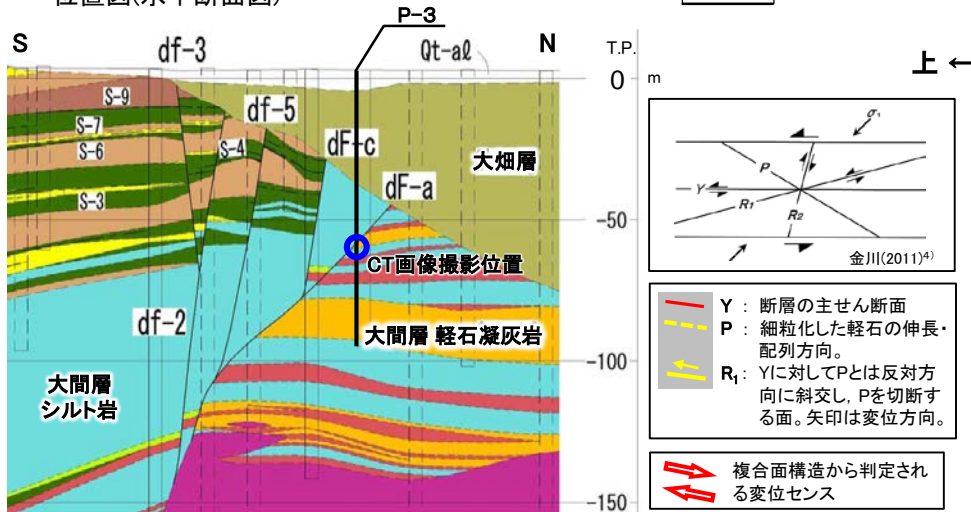 位置図(水平断面図)
P-3
S
df-3
Qt-aℓ
N
T.P.
0 m
上 ←
S-9
S-7
S-6
S-4
S-3
df-5
dF-c
dF-a
大畑層
-50
CT画像撮影位置
df-2
大間層 軽石凝灰岩
大間層
シルト岩
-100
-150
σ₁
P
Y
R₁
R₂
金川(2011)⁴⁾
Y : 断層の主せん断面
P : 細粒化した軽石の伸長・
配列方向。
R₁: Yに対してPとは反対方
向に斜交し，Pを切断す
る面。矢印は変位方向。
複合面構造から判定され
る変位センス